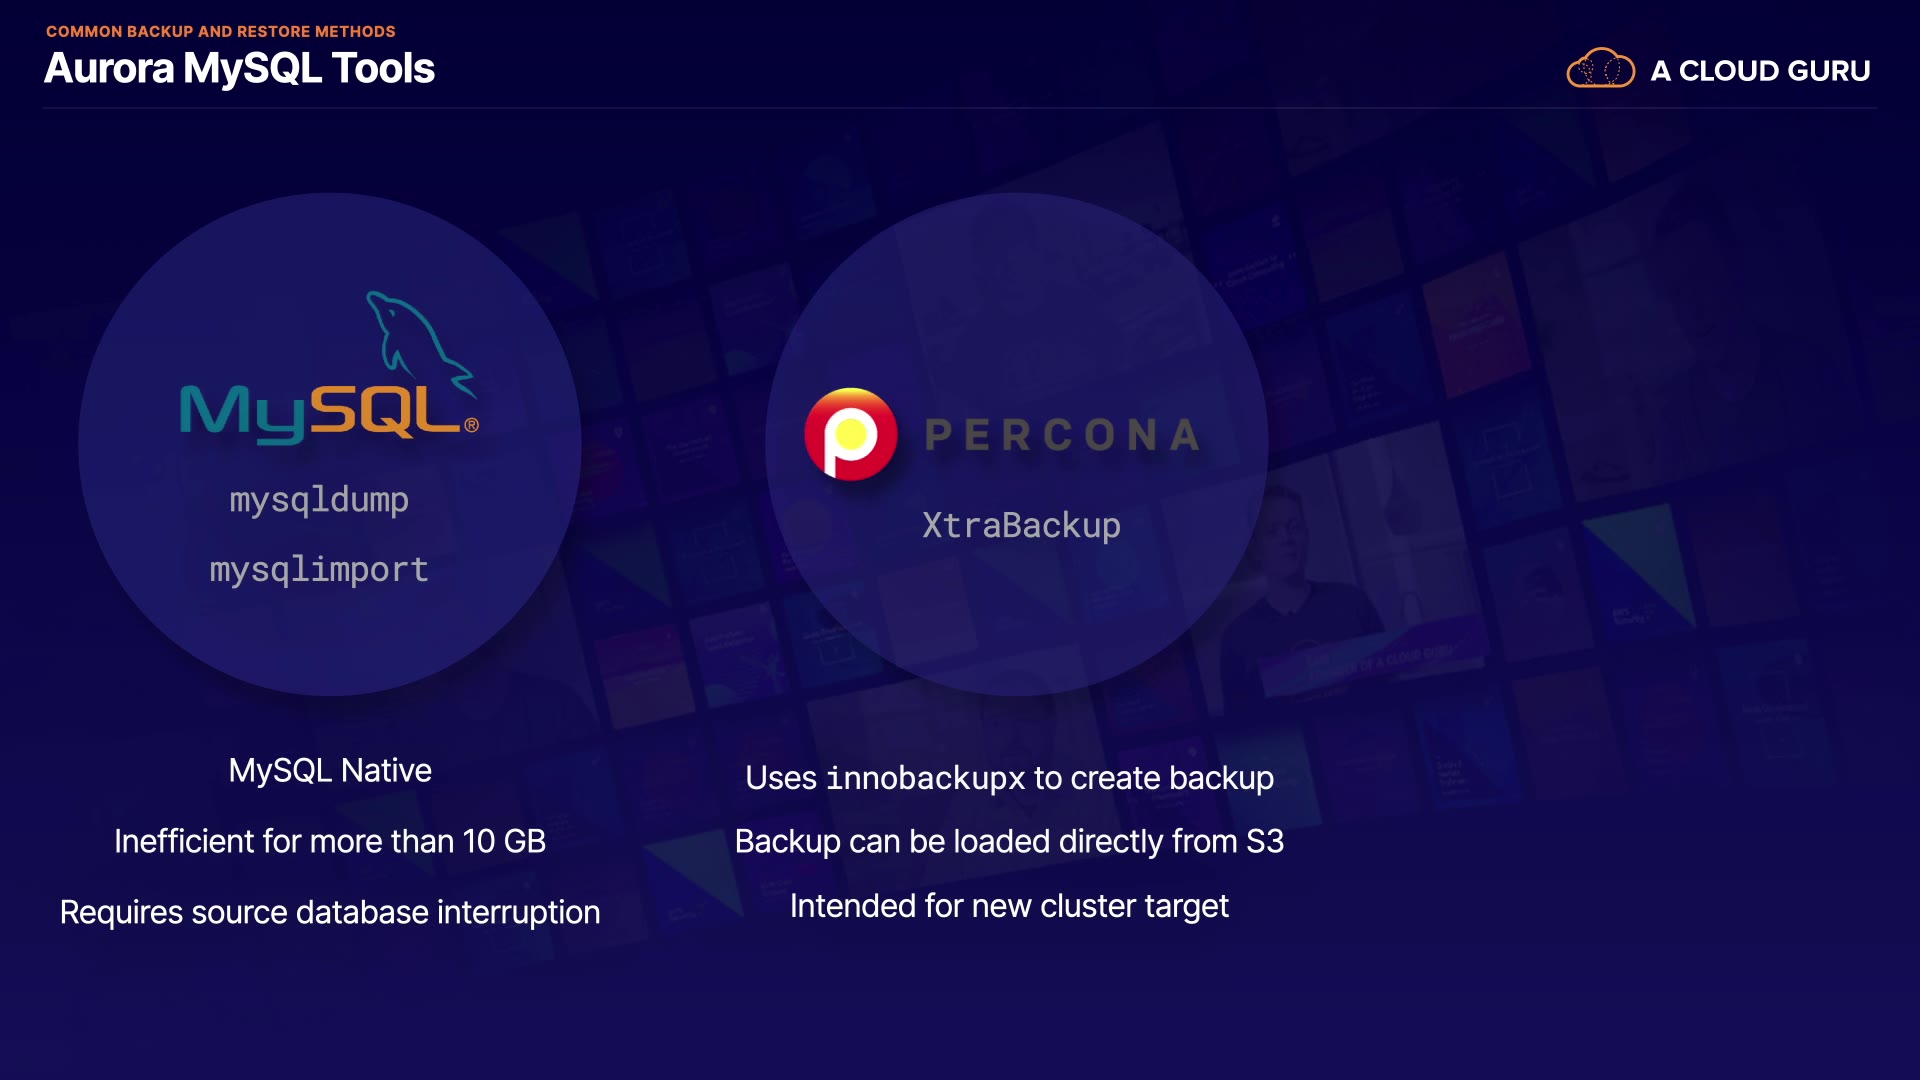 COMMON BACKUP AND RESTORE METHODS
Aurora MySQL Tools
A CLOUD GURU
MySQL®
mysqldump
mysqlimport
PERCONA
XtraBackup
MySQL Native
Inefficient for more than 10 GB
Requires source database interruption
Uses innobackupx to create backup
Backup can be loaded directly from S3
Intended for new cluster target